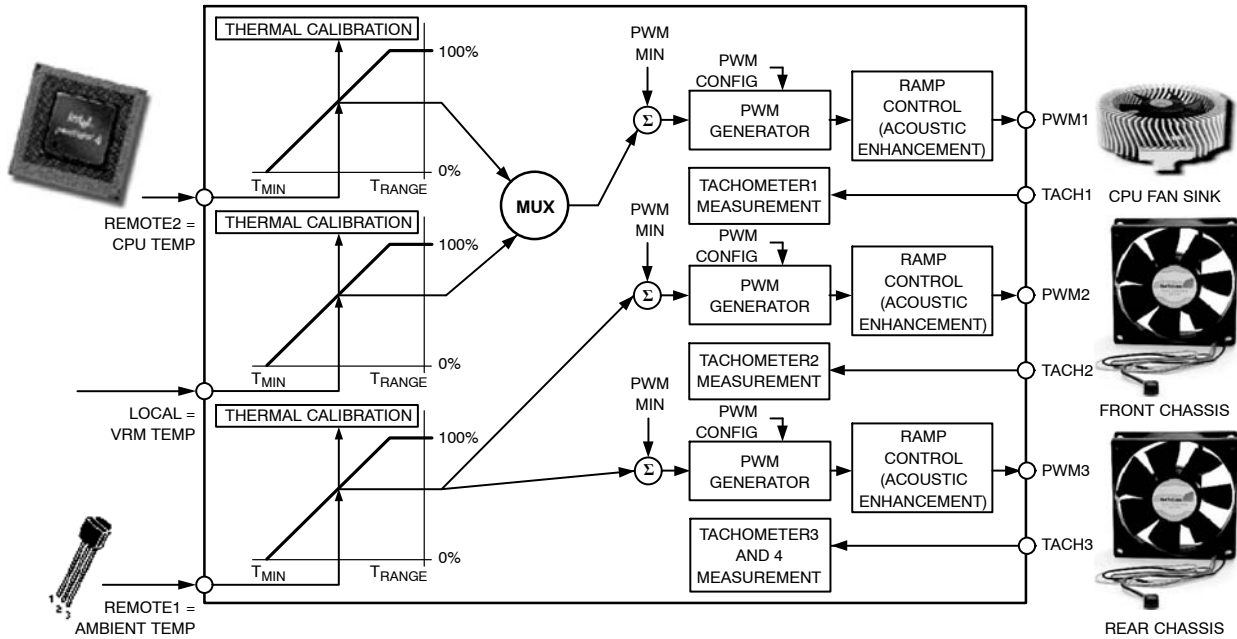 THERMAL CALIBRATION
100%
0%
TMIN
TRANGE
REMOTE2 =
CPU TEMP
THERMAL CALIBRATION
100%
0%
TMIN
TRANGE
LOCAL =
VRM TEMP
THERMAL CALIBRATION
100%
0%
TMIN
TRANGE
REMOTE1 =
AMBIENT TEMP
1
2
3
intel
MUX
PWM
MIN
Σ
PWM
CONFIG
PWM
GENERATOR
RAMP
CONTROL
(ACOUSTIC
ENHANCEMENT)
PWM1
TACHOMETER1
MEASUREMENT
TACH1
CPU FAN SINK
PWM
MIN
Σ
PWM
CONFIG
PWM
GENERATOR
RAMP
CONTROL
(ACOUSTIC
ENHANCEMENT)
PWM2
TACHOMETER2
MEASUREMENT
TACH2
FRONT CHASSIS
PWM
MIN
Σ
PWM
CONFIG
PWM
GENERATOR
RAMP
CONTROL
(ACOUSTIC
ENHANCEMENT)
PWM3
TACHOMETER3
AND 4
MEASUREMENT
TACH3
REAR CHASSIS